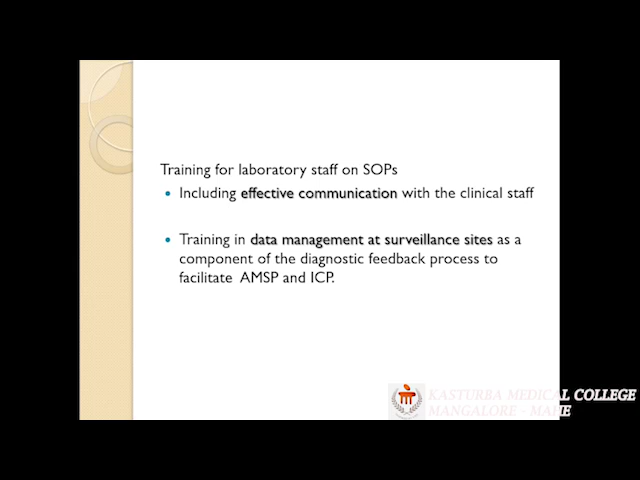 Training for laboratory staff on SOPs
• Including effective communication with the clinical staff
• Training in data management at surveillance sites as a
component of the diagnostic feedback process to
facilitate AMSP and ICP.
KASTURBA MEDICAL COLLEGE
MANGALORE - MAHE